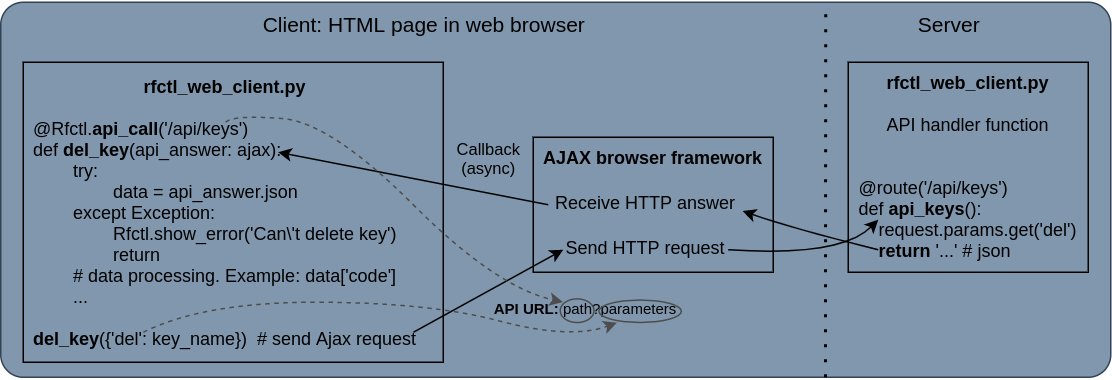 Client: HTML page in web browser
Server
rfctl_web_client.py
@Rfctl.api_call('/api/keys')
def del_key(api_answer: ajax):
try:
data = api_answer.json
except Exception:
Rfctl.show_error('Can\'t delete key')
return
# data processing. Example: data['code']
...
del_key({'del': key_name})  # send Ajax request
Callback
(async)
AJAX browser framework
Receive HTTP answer
Send HTTP request
API URL: path?parameters
rfctl_web_client.py
API handler function
@route('/api/keys')
def api_keys():
request.params.get('del')
return '...' # json